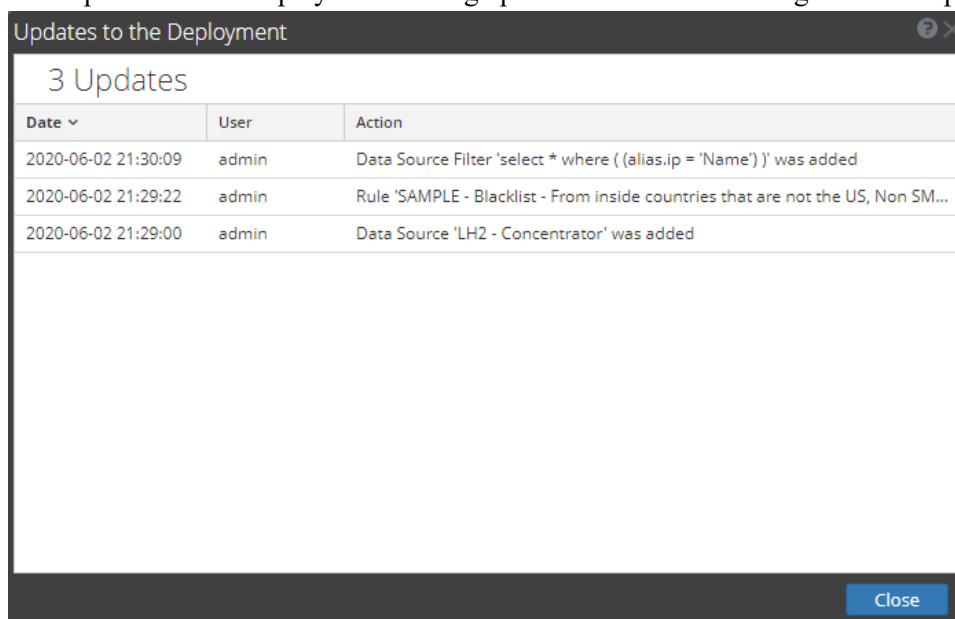 Updates to the Deployment
3 Updates
Date User Action
2020-06-02 21:30:09 admin Data Source Filter 'select * where ( (alias.ip = 'Name') )' was added
2020-06-02 21:29:22 admin Rule 'SAMPLE - Blacklist - From inside countries that are not the US, Non SM...
2020-06-02 21:29:00 admin Data Source 'LH2 - Concentrator' was added
Close